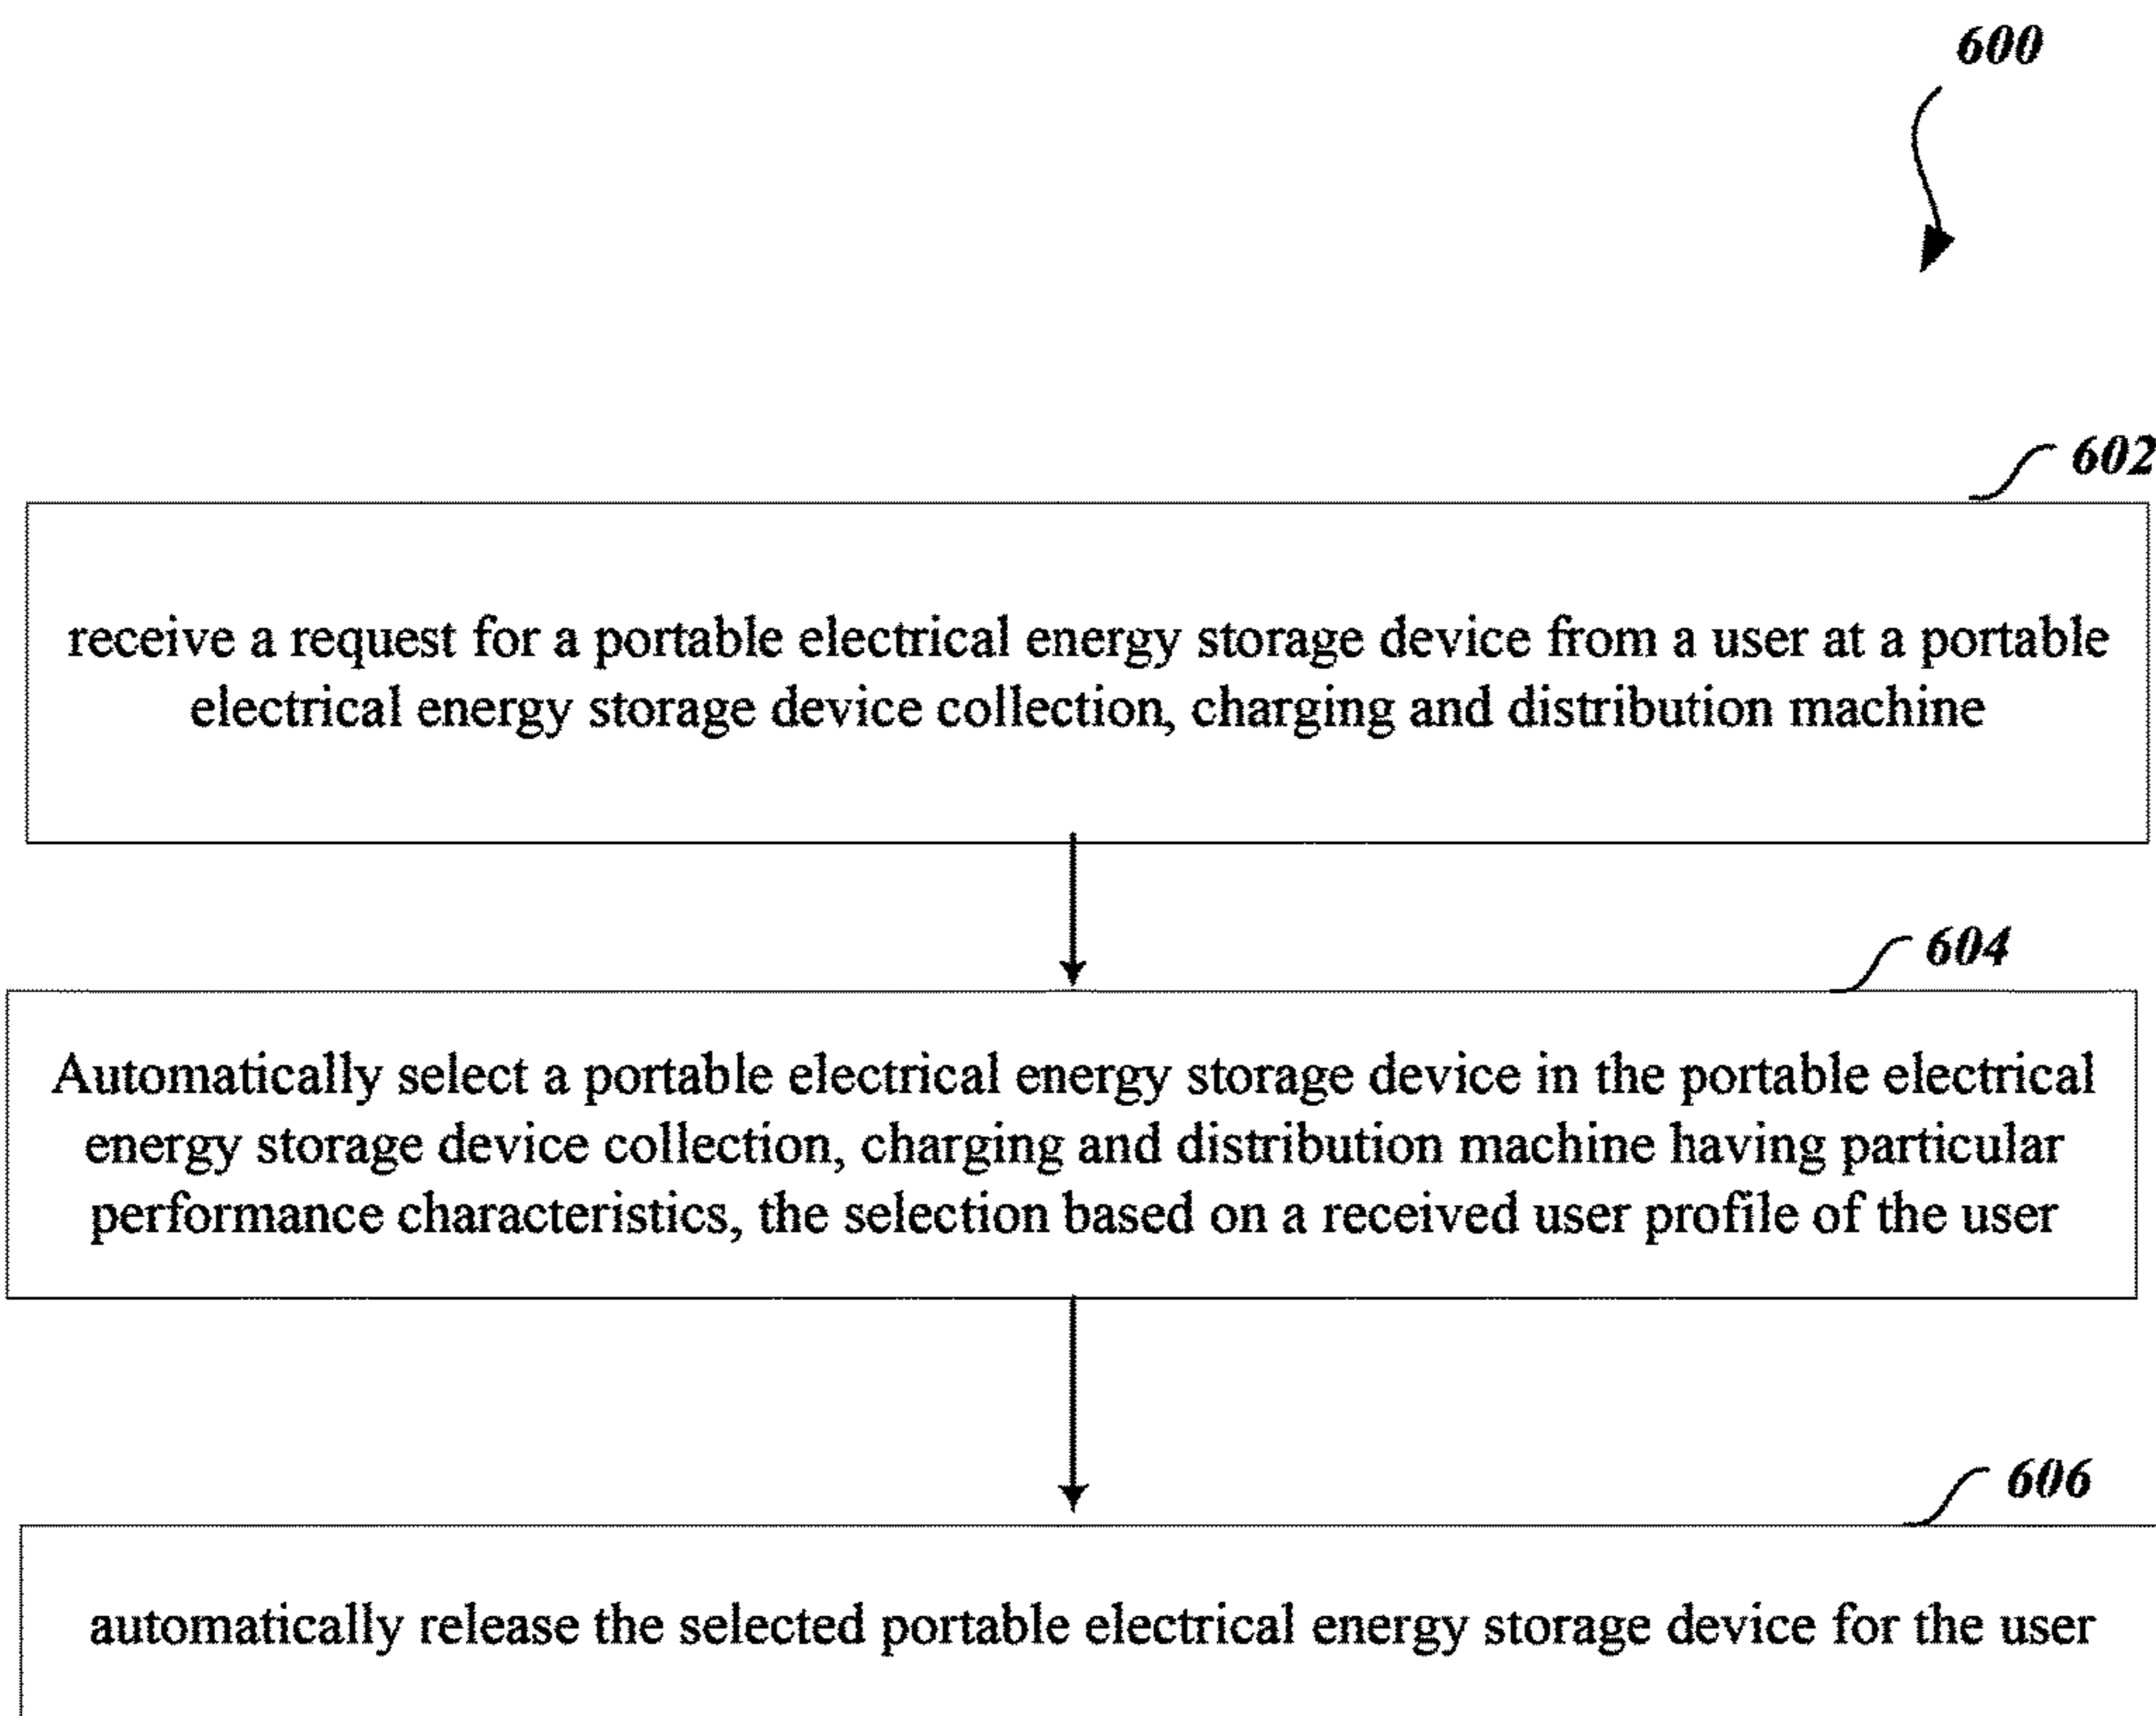 600
602
receive a request for a portable electrical energy storage device from a user at a portable
electrical energy storage device collection, charging and distribution machine
604
Automatically select a portable electrical energy storage device in the portable electrical
energy storage device collection, charging and distribution machine having particular
performance characteristics, the selection based on a received user profile of the user
606
automatically release the selected portable electrical energy storage device for the user